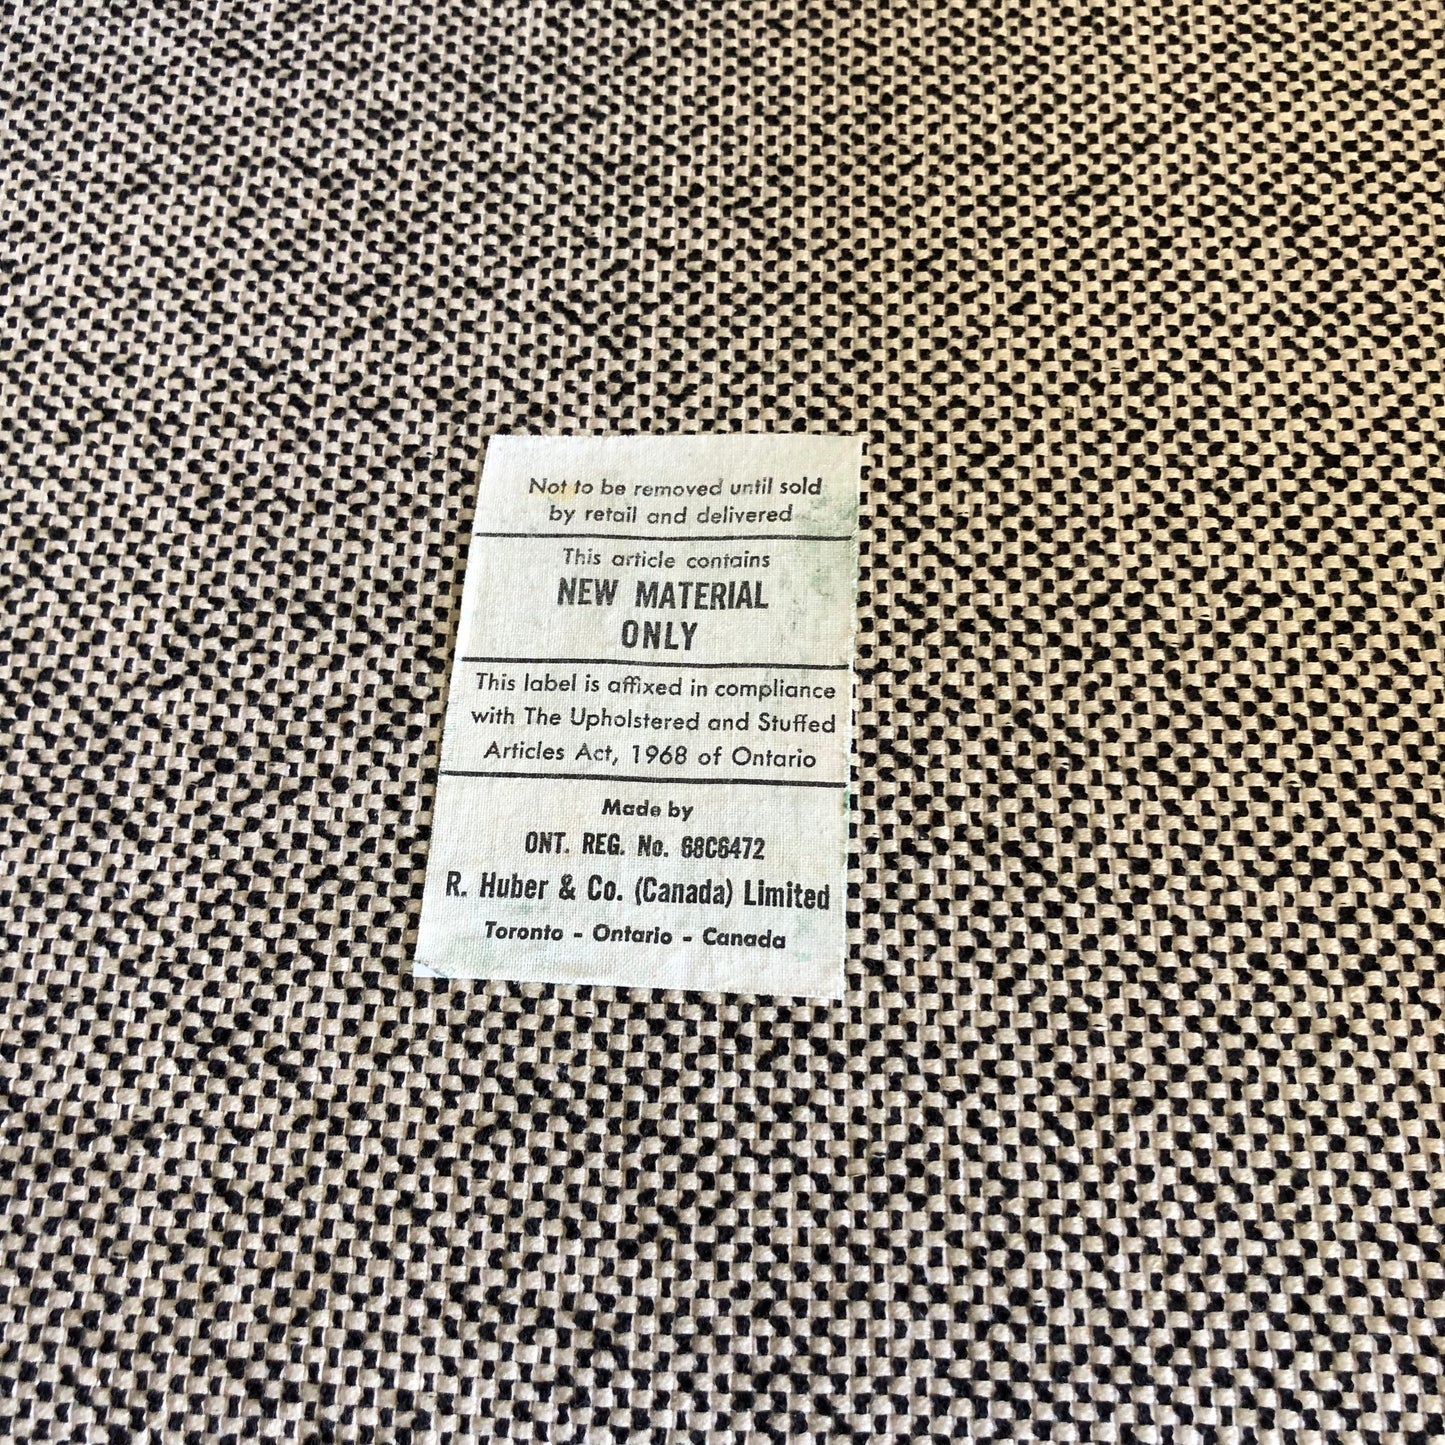 Not to be removed until sold
by retail and delivered
This article contains
NEW MATERIAL
ONLY
This label is affixed in compliance
with The Upholstered and Stuffed
Articles Act, 1968 of Ontario
Made by
ONT. REG. No. 68C6472
R. Huber & Co. (Canada) Limited
Toronto - Ontario - Canada